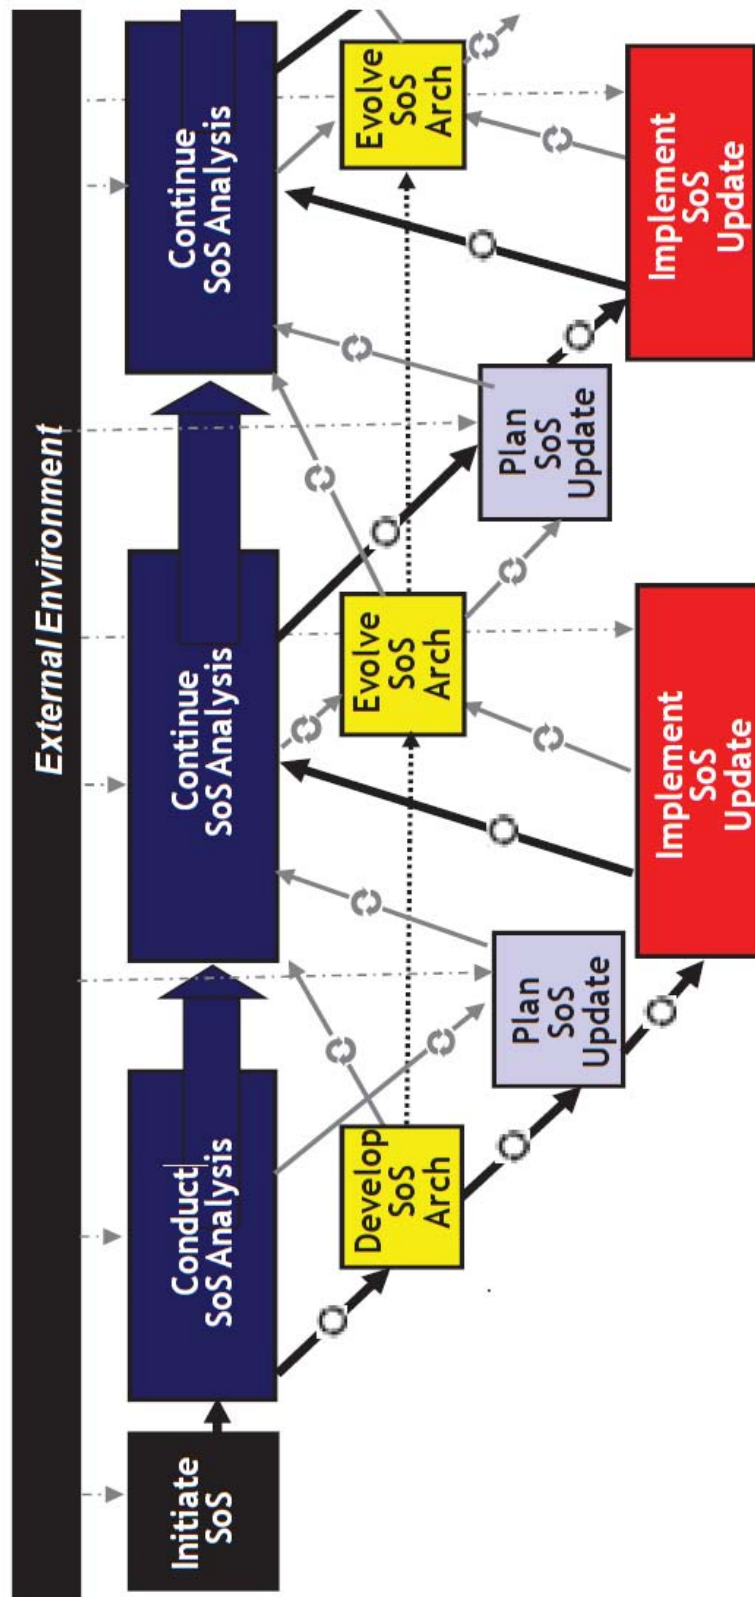 External Environment
Initiate
SoS
Conduct
SoS Analysis
Continue
SoS Analysis
Continue
SoS Analysis
Develop
SoS
Arch
Evolve
SoS
Arch
Evolve
SoS
Arch
Plan
SoS
Update
Plan
SoS
Update
Implement
SoS
Update
Implement
SoS
Update